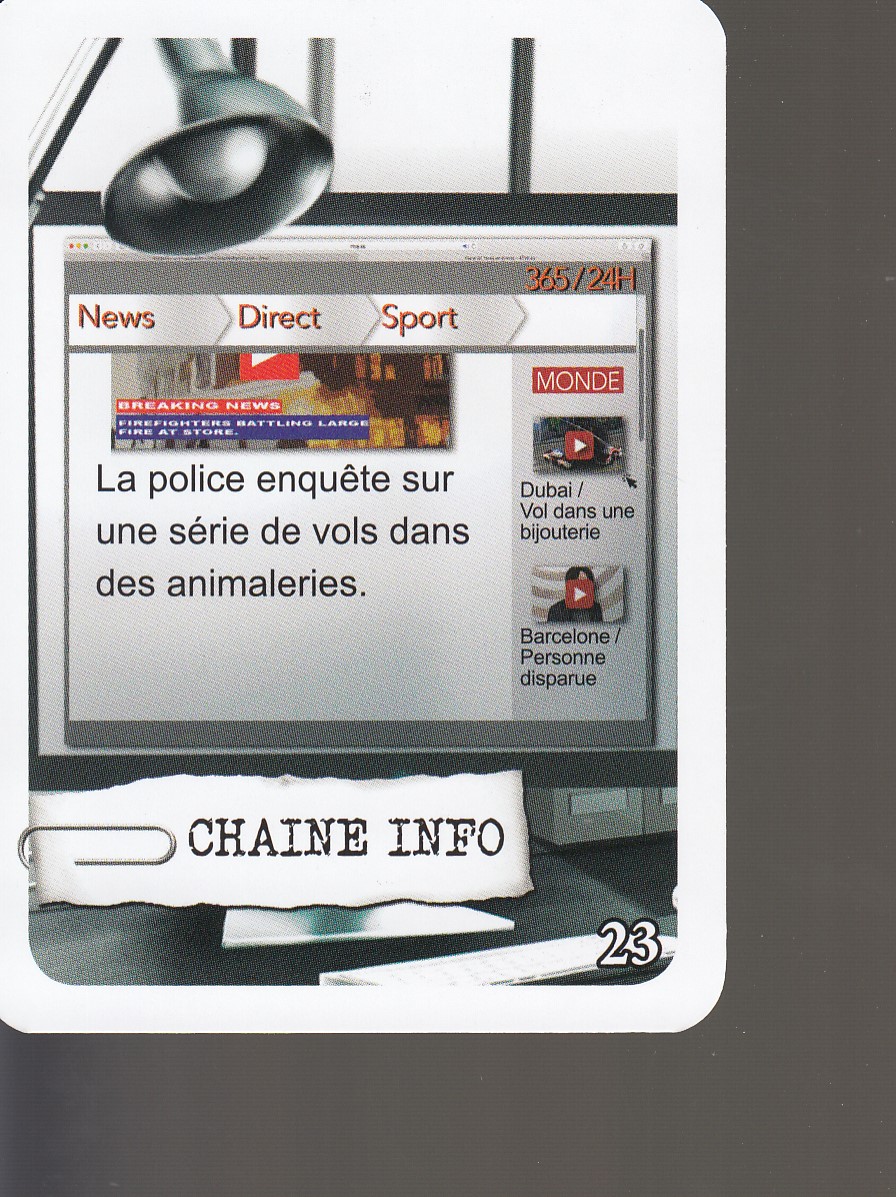 365 / 24H
News
Direct
Sport
BREAKING NEWS
FIREFIGHTERS BATTLING LARGE
FIRE AT STORE.
La police enquête sur
une série de vols dans
des animaleries.
MONDE
Dubai /
Vol dans une
bijouterie
Barcelone /
Personne
disparue
CHAINE INFO
23